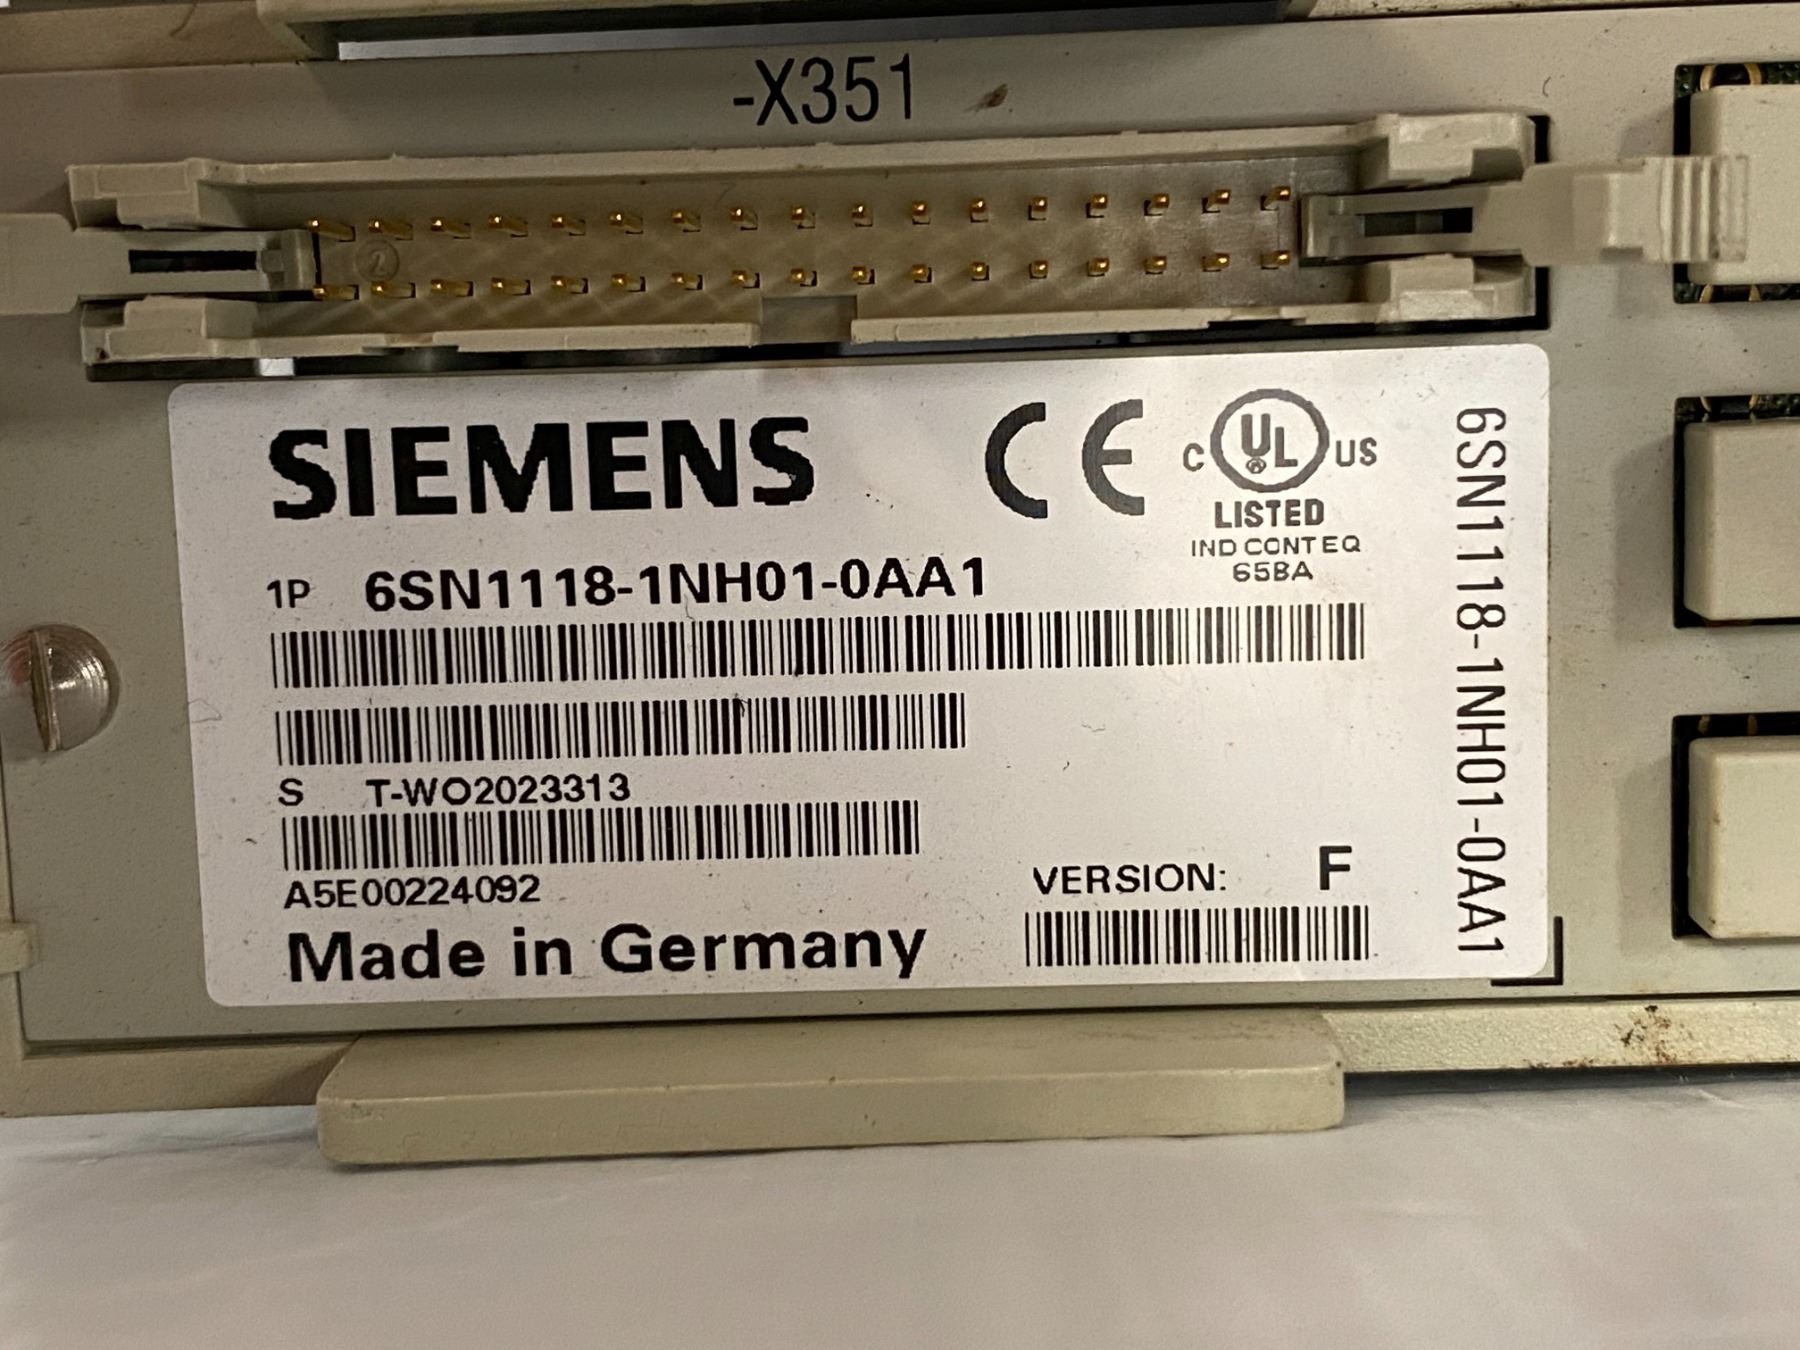 -X351
2
SIEMENS
CE
C UL US
®
LISTED
IND CONT EQ
65BA
1P 6SN1118-1NH01-0AA1
S T-WO2023313
A5E00224092
VERSION: F
Made in Germany
6SN1118-1NH01-0AA1